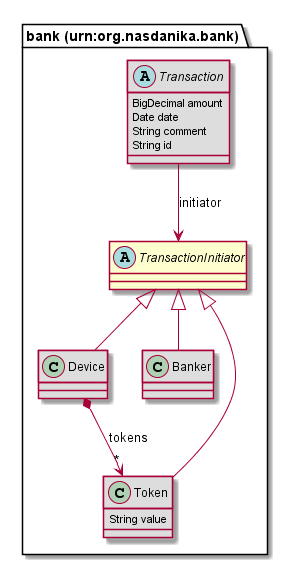 bank (urn:org.nasdanika.bank)
A Transaction
BigDecimal amount
Date date
String comment
String id
initiator
A TransactionInitiator
C Device
C Banker
tokens
*
C Token
String value